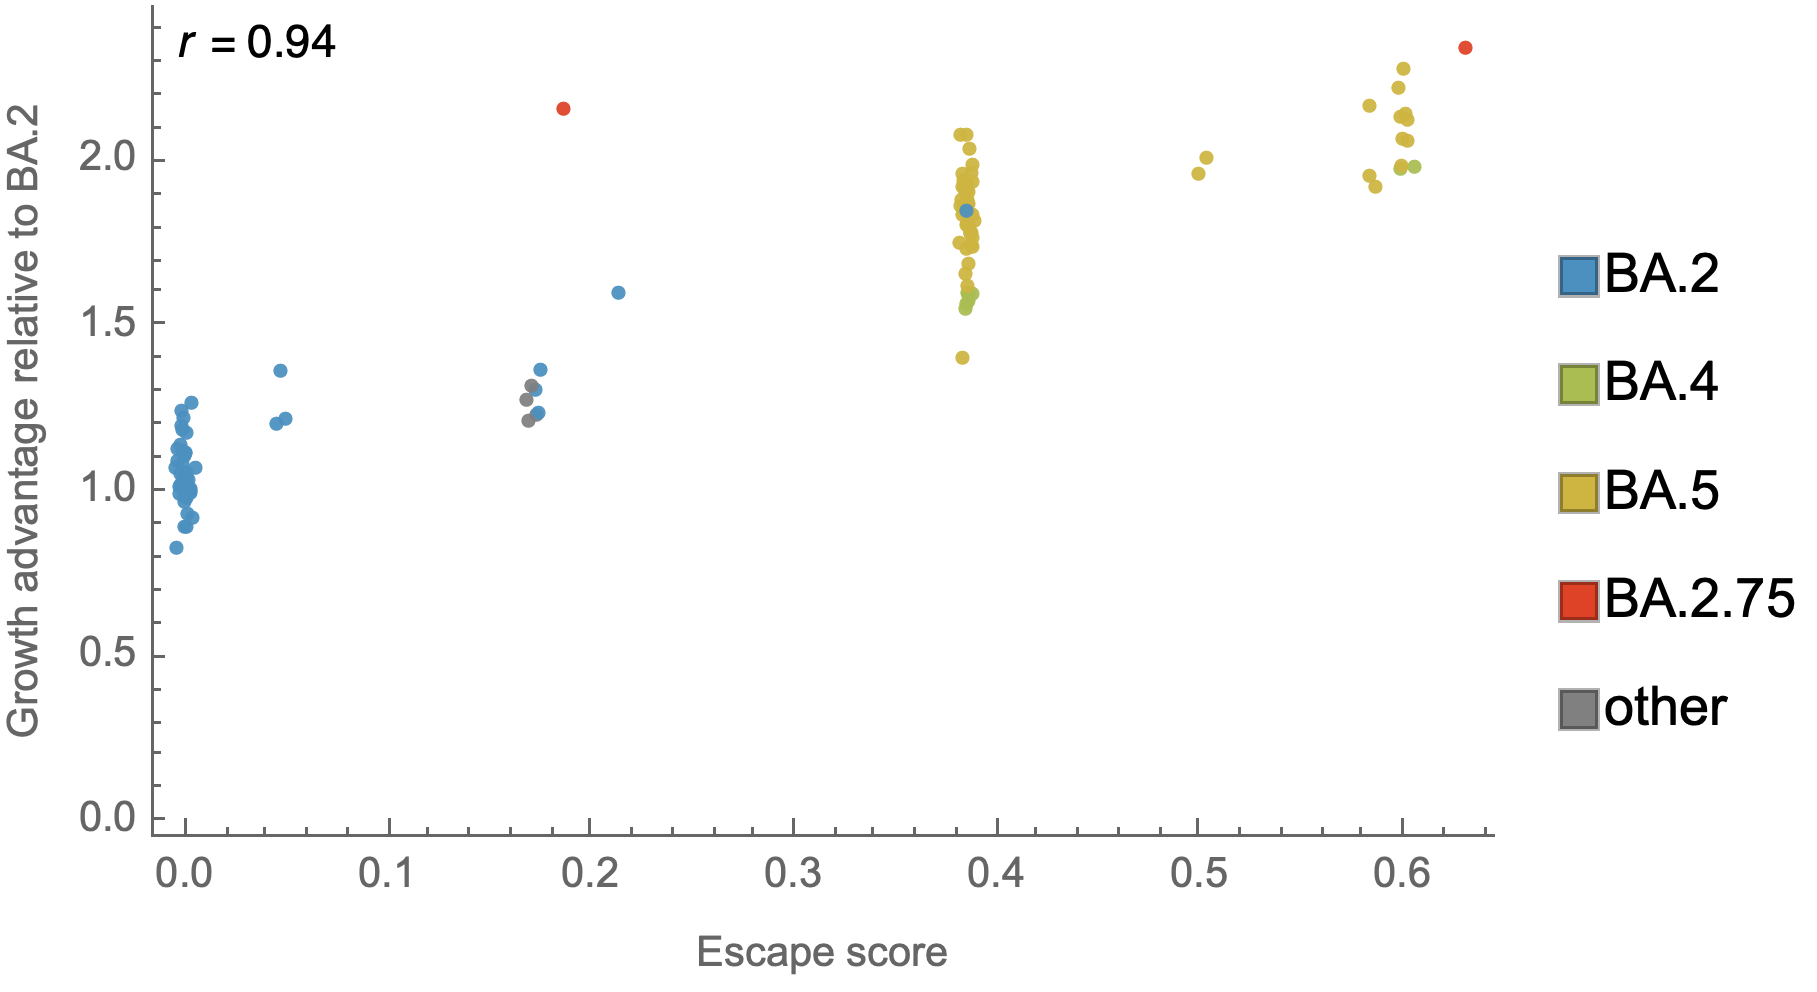 r = 0.94
Growth advantage relative to BA.2
2.0
1.5
1.0
0.5
0.0
0.0 0.1 0.2 0.3 0.4 0.5 0.6
Escape score
BA.2
BA.4
BA.5
BA.2.75
other